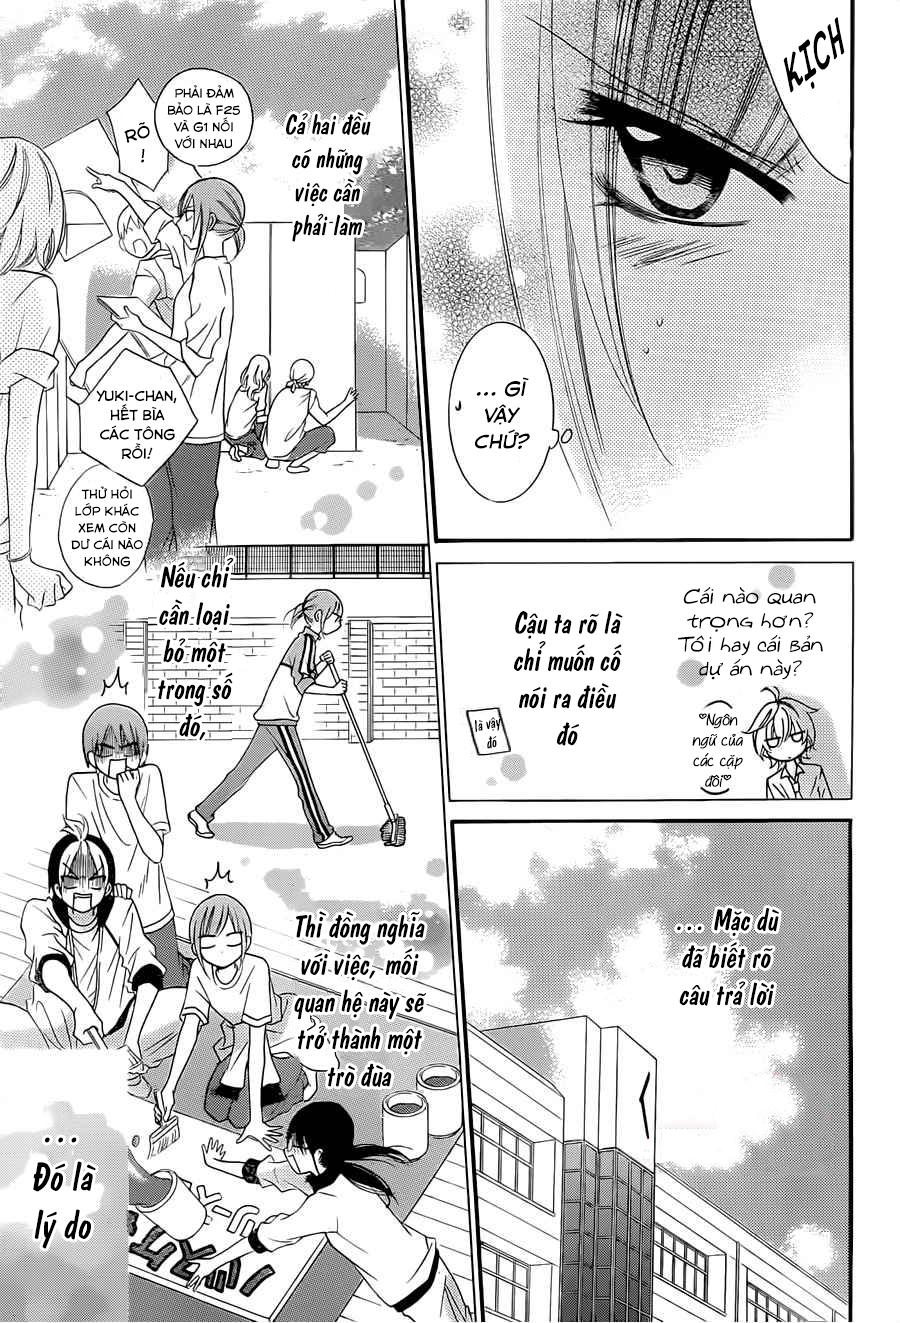 KỊCH
... GÌ
VẬY
CHỨ?
Cái nào quan
trọng hơn?
Tôi hay cái bản
dự án này?
♥Ngôn
ngữ của
các cặp
đôi♥
Cậu ta rõ là
chỉ muốn cố
nói ra điều
đó
là vậy
đó
... Mặc dù
đã biết rõ
câu trả lời
PHẢI ĐẢM
BẢO LÀ F25
VÀ G1 NỐI
VỚI NHAU
RÕ
!
Cả hai đều
có những
việc cần
phải làm
YUKI-CHAN,
HẾT BÌA
CÁC TÔNG
RỒI!
THỬ HỎI
LỚP KHÁC
XEM CÒN
DƯ CÁI NÀO
KHÔNG
Nếu chỉ
cần loại
bỏ một
trong số
đó,
Thì đồng nghĩa
với việc, mối
quan hệ này sẽ
trở thành một
trò đùa
...
Đó là
lý do